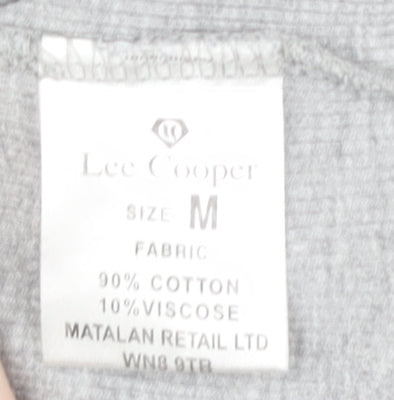 Lee Cooper
SIZE M
FABRIC
90% COTTON
10% VISCOSE
MATALAN RETAIL LTD
WN8 9TB